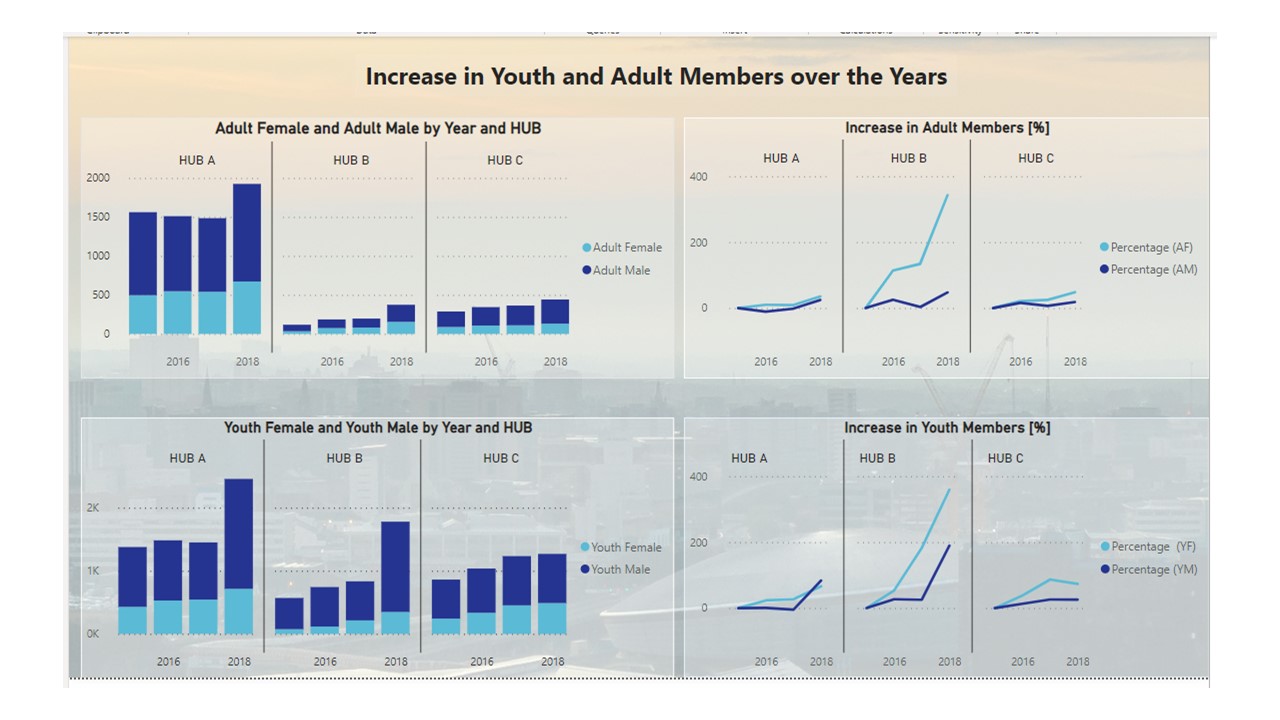 Increase in Youth and Adult Members over the Years
Adult Female and Adult Male by Year and HUB
HUB A HUB B HUB C
2000
1500
1000
500
0
2016 2018 2016 2018 2016 2018
Adult Female
Adult Male
Increase in Adult Members [%]
HUB A HUB B HUB C
400
200
0
2016 2018 2016 2018 2016 2018
Percentage (AF)
Percentage (AM)
Youth Female and Youth Male by Year and HUB
HUB A HUB B HUB C
2K
1K
0K
2016 2018 2016 2018 2016 2018
Youth Female
Youth Male
Increase in Youth Members [%]
HUB A HUB B HUB C
400
200
0
2016 2018 2016 2018 2016 2018
Percentage (YF)
Percentage (YM)